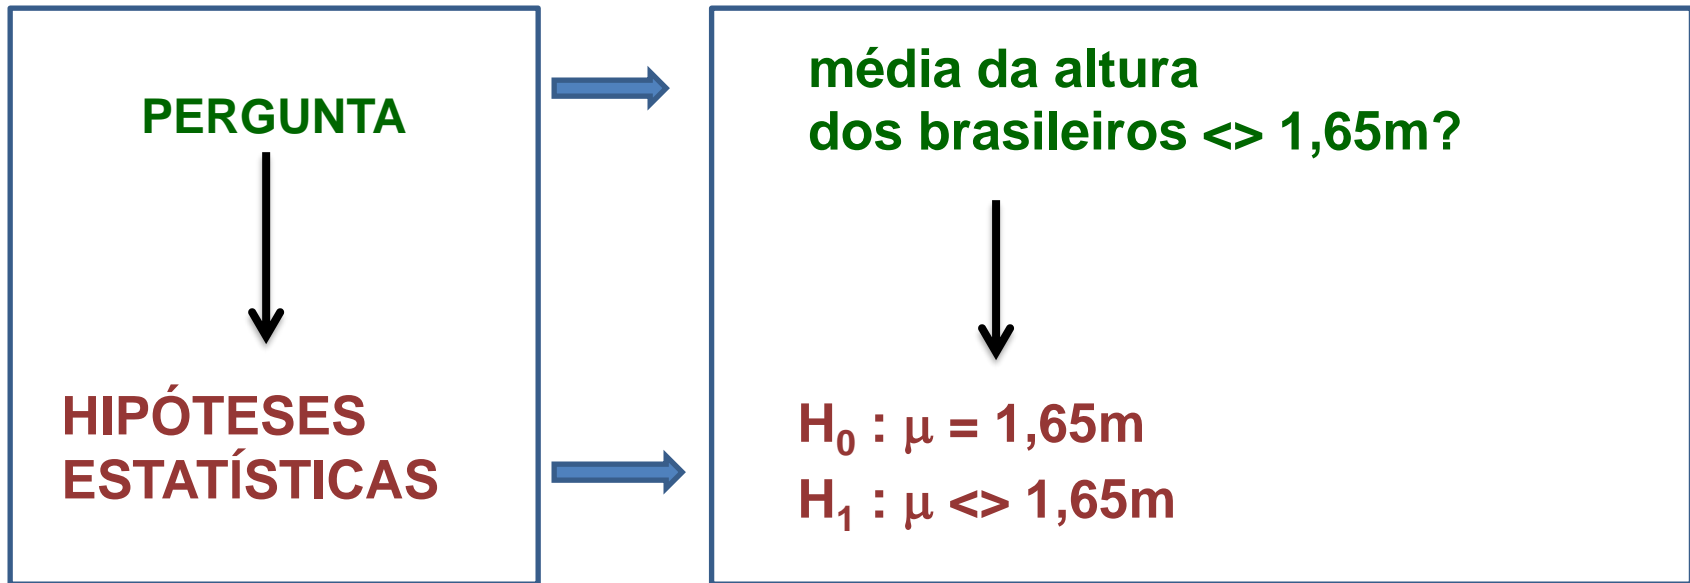 PERGUNTA
HIPÓTESES
ESTATÍSTICAS
média da altura
dos brasileiros <> 1,65m?
H₀ : μ = 1,65m
H₁ : μ <> 1,65m